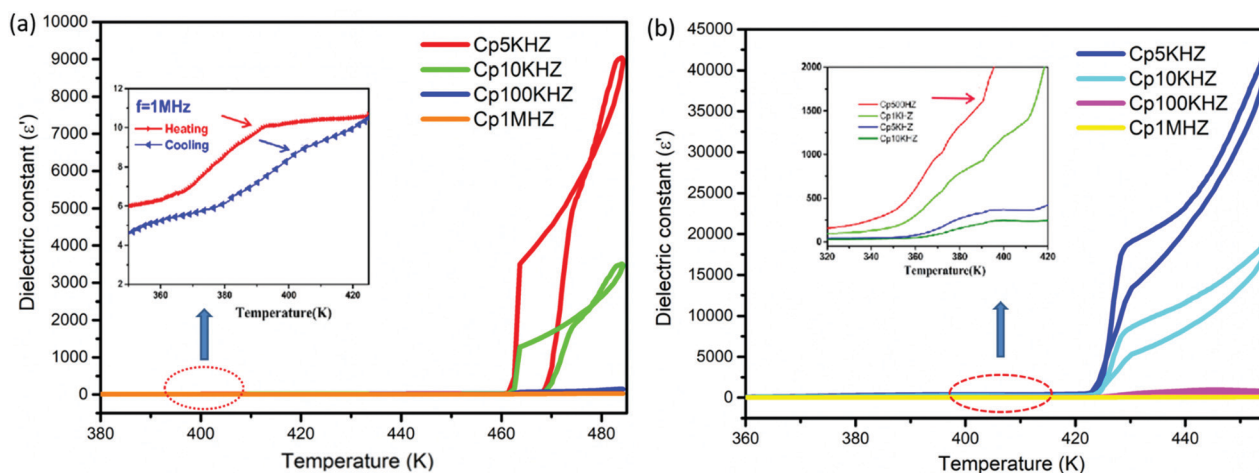 (a)
10000
9000
8000
7000
6000
5000
4000
3000
2000
1000
0
Dielectric constant (ε')
Cp5KHZ
Cp10KHZ
Cp100KHZ
Cp1MHZ
12
10
8
6
4
2
f=1MHz
Heating
Cooling
360 380 400 420
Temperature(K)
380 400 420 440 460 480
Temperature (K)
(b)
45000
40000
35000
30000
25000
20000
15000
10000
5000
0
Dielectric constant (ε')
Cp5KHZ
Cp10KHZ
Cp100KHZ
Cp1MHZ
2000
1500
1000
500
0
Cp500HZ
Cp1KHZ
Cp5KHZ
Cp10KHZ
320 340 360 380 400 420
Temperature(K)
360 380 400 420 440
Temperature (K)